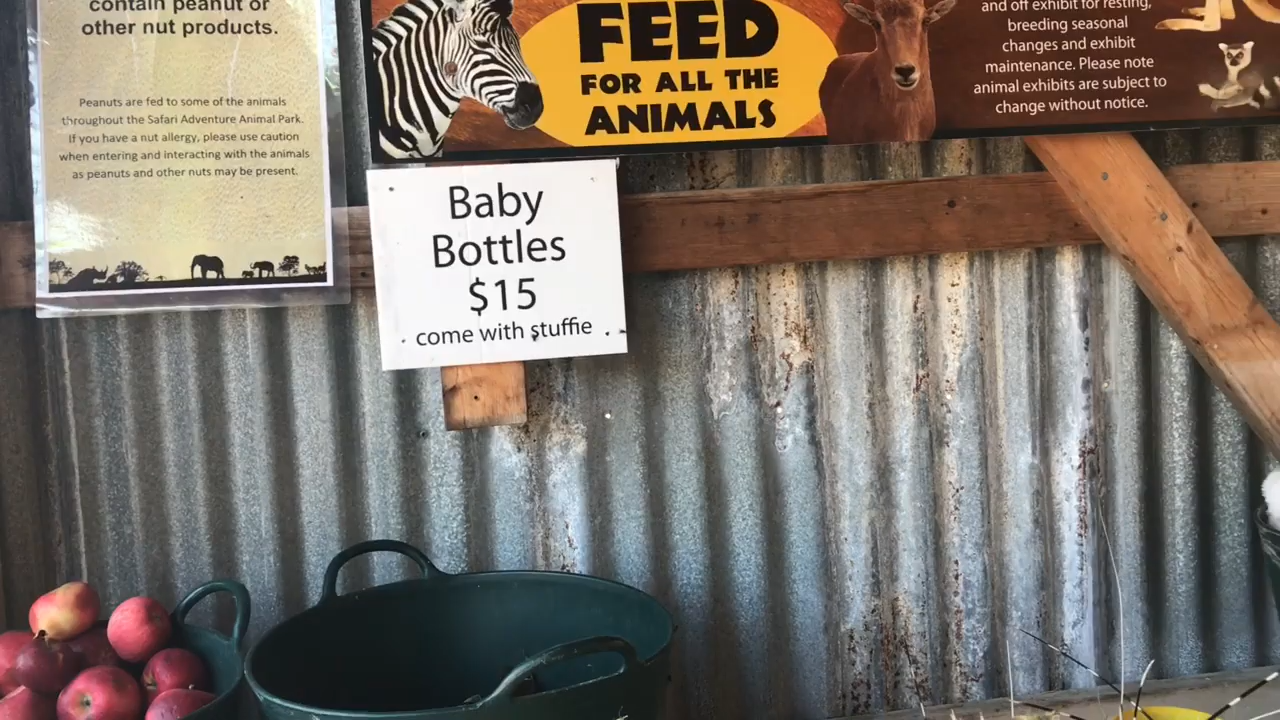 contain peanut or
other nut products.
Peanuts are fed to some of the animals
throughout the Safari Adventure Animal Park.
If you have a nut allergy, please use caution
when entering and interacting with the animals
as peanuts and other nuts may be present.
FEED
FOR ALL THE
ANIMALS
and off exhibit for resting,
breeding seasonal
changes and exhibit
maintenance. Please note
animal exhibits are subject to
change without notice.
Baby
Bottles
$15
come with stuffie